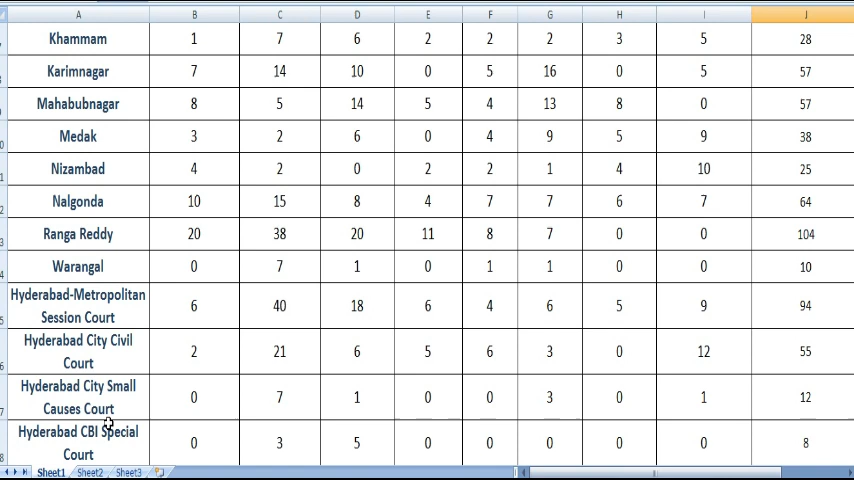 A B C D E F G H I J
Khammam 1 7 6 2 2 2 3 5 28
Karimnagar 7 14 10 0 5 16 0 5 57
Mahabubnagar 8 5 14 5 4 13 8 0 57
Medak 3 2 6 0 4 9 5 9 38
Nizambad 4 2 0 2 2 1 4 10 25
Nalgonda 10 15 8 4 7 7 6 7 64
Ranga Reddy 20 38 20 11 8 7 0 0 104
Warangal 0 7 1 0 1 1 0 0 10
Hyderabad-Metropolitan
Session Court 6 40 18 6 4 6 5 9 94
Hyderabad City Civil
Court 2 21 6 5 6 3 0 12 55
Hyderabad City Small
Causes Court 0 7 1 0 0 3 0 1 12
Hyderabad CBI Special
Court 0 3 5 0 0 0 0 0 8
Sheet1 Sheet2 Sheet3